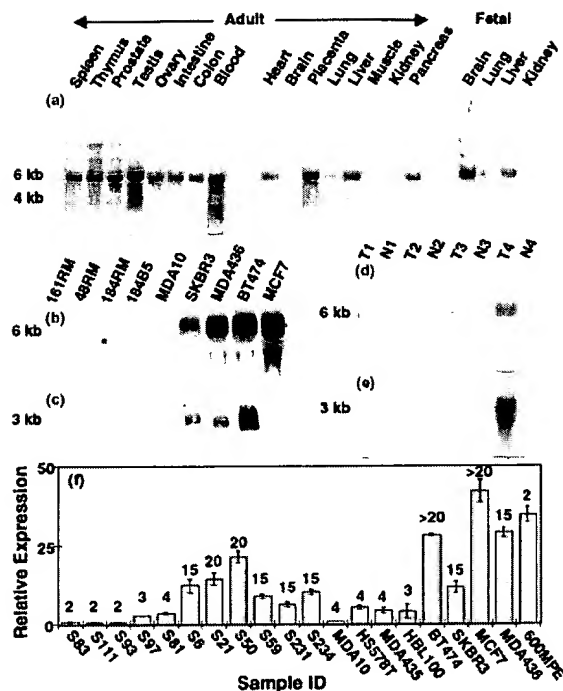 Adult Fetal
Spleen Thymus Prostate Testis Ovary Intestine Colon Blood Heart Brain Placenta Lung Liver Muscle Kidney Pancreas Brain Lung Liver Kidney
(a)
6 kb
4 kb
161RM 48RM 184RM 184B5 MDA10 SKBR3 MDA436 BT474 MCF7
T1 N1 T2 N2 T3 N3 T4 N4
(b)
6 kb
(d)
6 kb
(c)
3 kb
(e)
3 kb
(f)
Relative Expression
50
25
0
2 2 2 3 4 15 20 20 15 15 15 4 4 4 3 >20 15 >20 15 2
S83 S111 S93 S97 S81 S6 S21 S50 S59 S231 S234 MDA10 HS578T MDA435 HBL100 BT474 SKBR3 MCF7 MDA436 600MPE
Sample ID